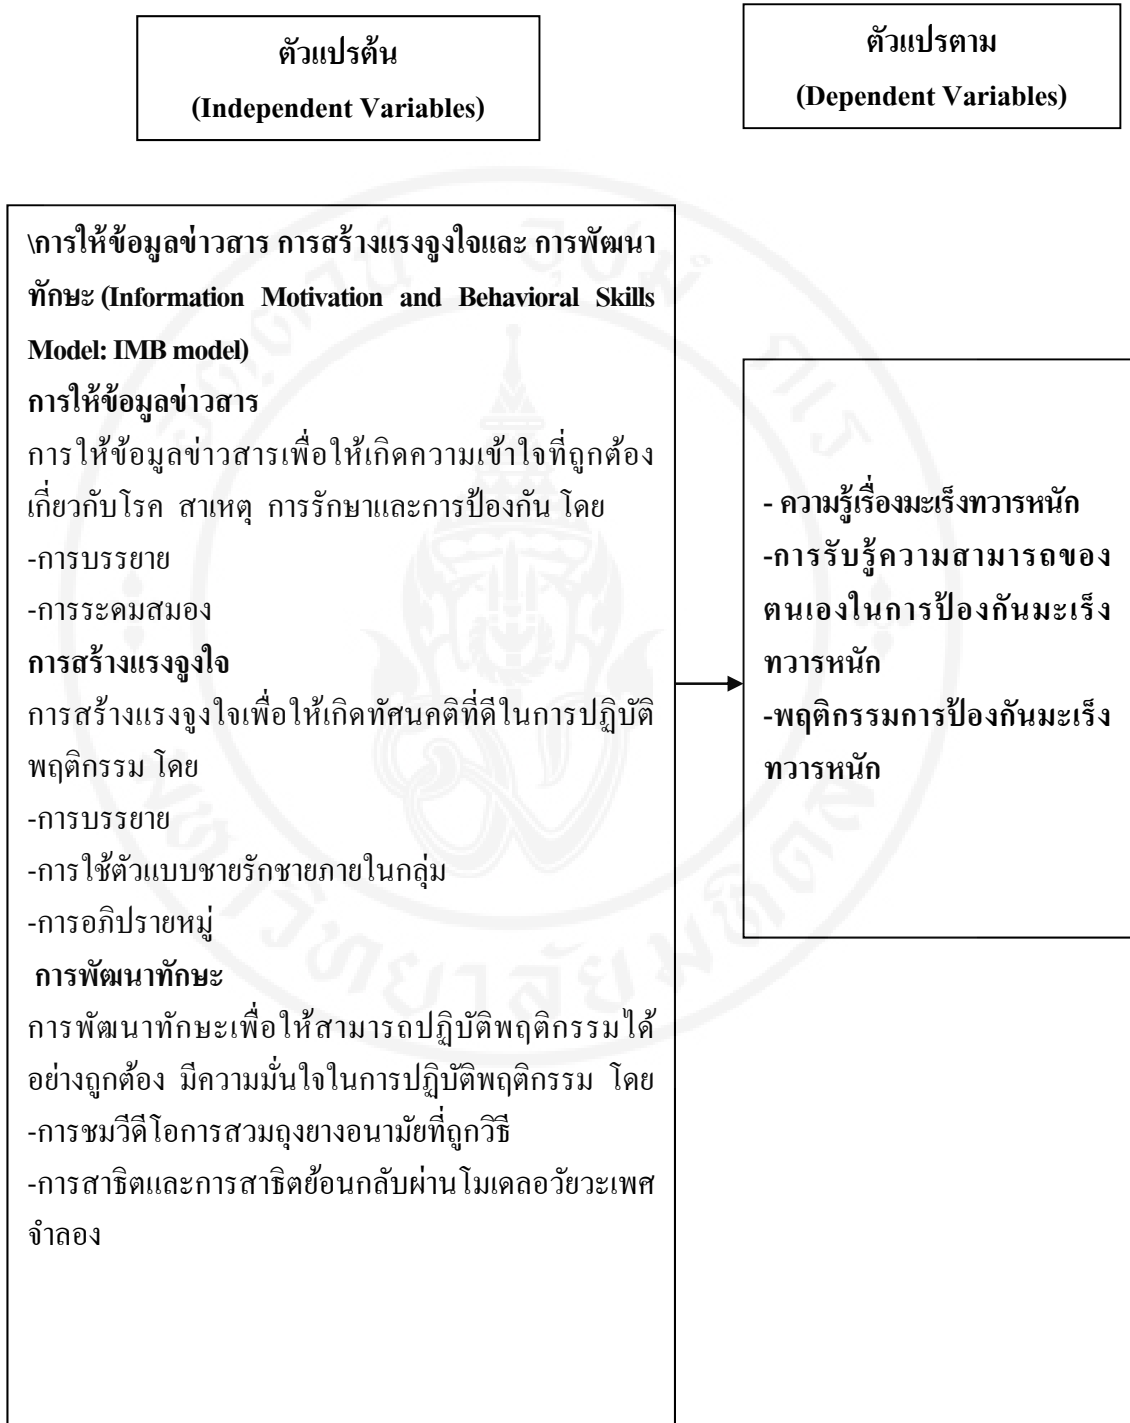 ตัวแปรต้น
(Independent Variables)
ตัวแปรตาม
(Dependent Variables)
\การให้ข้อมูลข่าวสาร การสร้างแรงจูงใจและ การพัฒนา
ทักษะ (Information Motivation and Behavioral Skills
Model: IMB model)
การให้ข้อมูลข่าวสาร
การให้ข้อมูลข่าวสารเพื่อให้เกิดความเข้าใจที่ถูกต้อง
เกี่ยวกับโรค สาเหตุ การรักษาและการป้องกัน โดย
-การบรรยาย
-การระดมสมอง
การสร้างแรงจูงใจ
การสร้างแรงจูงใจเพื่อให้เกิดทัศนคติที่ดีในการปฏิบัติ
พฤติกรรม โดย
-การบรรยาย
-การใช้ตัวแบบชายรักชายภายในกลุ่ม
-การอภิปรายหมู่
การพัฒนาทักษะ
การพัฒนาทักษะเพื่อให้สามารถปฏิบัติพฤติกรรมได้
อย่างถูกต้อง มีความมั่นใจในการปฏิบัติพฤติกรรม โดย
-การชมวีดีโอการสวมถุงยางอนามัยที่ถูกวิธี
-การสาธิตและการสาธิตย้อนกลับผ่านโมเดลอวัยวะเพศ
จำลอง
- ความรู้เรื่องมะเร็งทวารหนัก
-การรับรู้ความสามารถของ
ตนเองในการป้องกันมะเร็ง
ทวารหนัก
-พฤติกรรมการป้องกันมะเร็ง
ทวารหนัก
มหาวิทยาลัยมหิดล